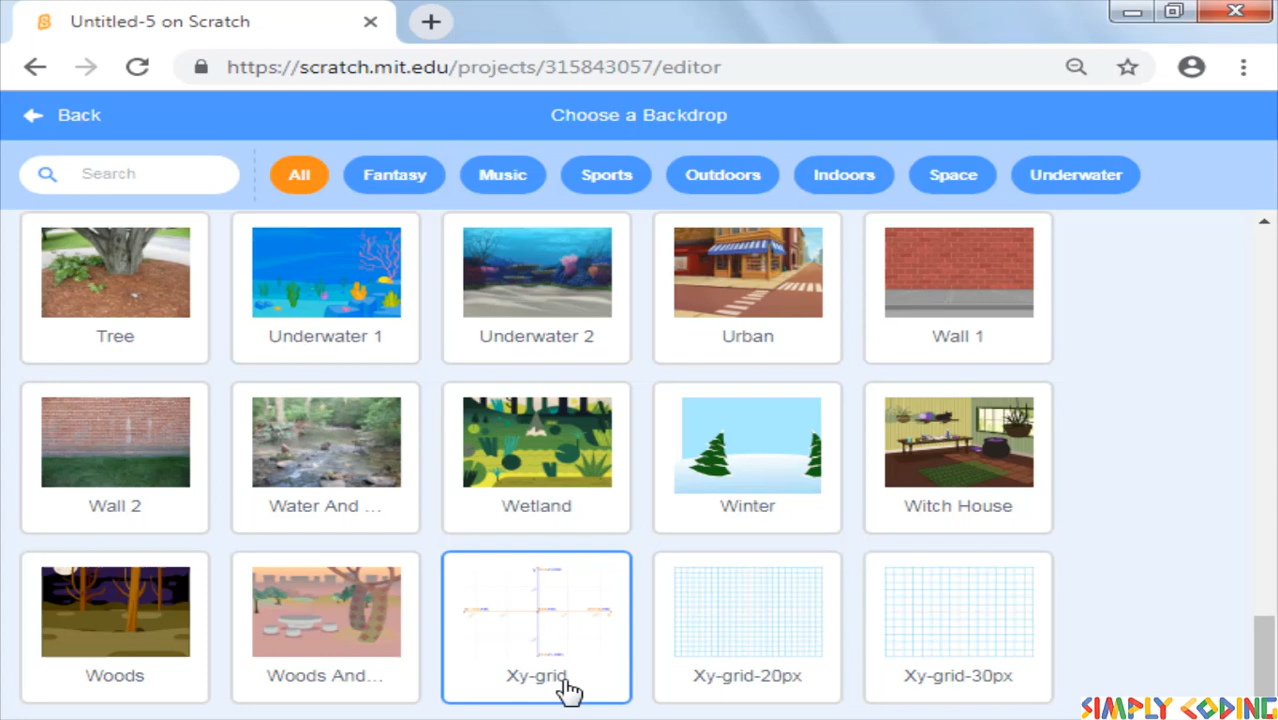 Untitled-5 on Scratch
https://scratch.mit.edu/projects/315843057/editor
Back
Choose a Backdrop
Search
All
Fantasy
Music
Sports
Outdoors
Indoors
Space
Underwater
Tree
Underwater 1
Underwater 2
Urban
Wall 1
Wall 2
Water And ...
Wetland
Winter
Witch House
Woods
Woods And...
Xy-grid
Xy-grid-20px
Xy-grid-30px
SIMPLY CODING